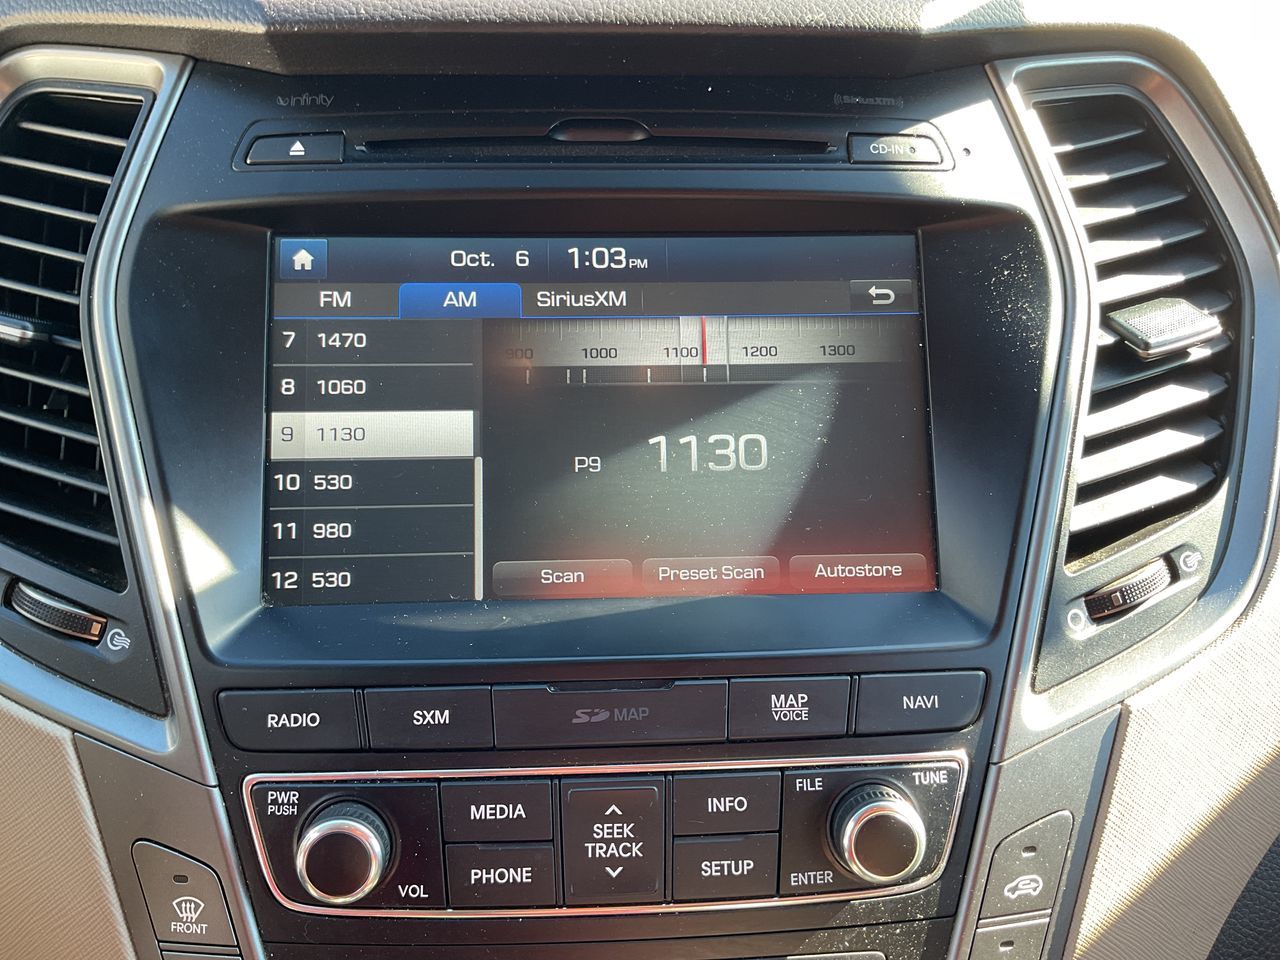 infinity
SiriusXM
CD-IN
Oct. 6 1:03 PM
FM AM SiriusXM
7 1470
8 1060
9 1130
10 530
11 980
12 530
900 1000 1100 1200 1300
P9 1130
Scan Preset Scan Autostore
RADIO SXM SD MAP MAP VOICE NAVI
PWR PUSH
VOL
MEDIA
PHONE
SEEK
TRACK
INFO
SETUP
FILE
TUNE
ENTER
FRONT